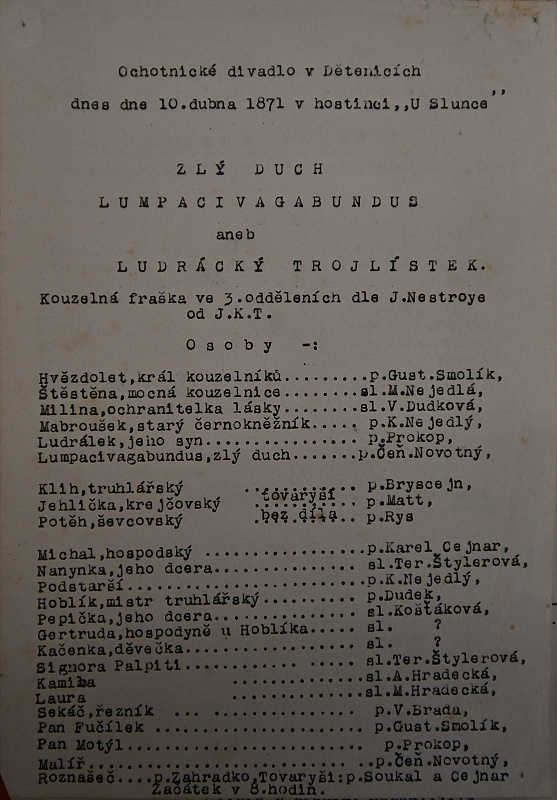 Ochotnické divadlo v Dětenicích
dnes dne 10.dubna 1871 v hostinci,,U Slunce''
ZLÝ DUCH
LUMPACIVAGABUNDUS
aneb
LUDRÁCKÝ TROJLÍSTEK.
Kouzelná fraška ve 3.odděleních dle J.Nestroye
od J.K.T.
Osoby -:
Hvězdolet,král kouzelníků.........p.Gust.Smolík,
Štěstěna,mocná kouzelnice........sl.M.Nejedlá,
Milina,ochranitelka lásky........sl.V.Dudková,
Mabroušek,starý černokněžník.....p.K.Nejedlý,
Ludrálek,jeho syn................p.Prokop,
Lumpacivagabundus,zlý duch.......p.Čeň.Novotný,
Klih,truhlářský ............ p.Bryscejn,
Jehlička,krejčovský tovaryši .. p.Matt,
Potěh,ševcovský bez díla .. p.Rys
Michal,hospodský ................p.Karel Cejnar,
Nanynka,jeho dcera...............sl.Ter.Štylerová,
Podstarší........................p.K.Nejedlý,
Hoblík,mistr truhlářský..........p.Dudek,
Pepička,jeho dcera...............sl.Košťáková,
Gertruda,hospodyně u Hoblíka..... sl. ?
Kačenka,děvečka.................. sl. ?
Signora Palpiti..................sl.Ter.Štylerová,
Kamilla .............sl.A.Hradecká,
Laura .............sl.M.Hradecká,
Sekáč,řezník ... ............... p.V.Brada,
Pan Fučílek .....................p.Gust.Smolík,
Pan Motýl........................ p.Prokop,
Malíř............................p.Čeň.Novotný,
Roznašeč....p.Zahradko,Tovaryši:p.Soukal a Cejnar
Začátek v 8.hodin.